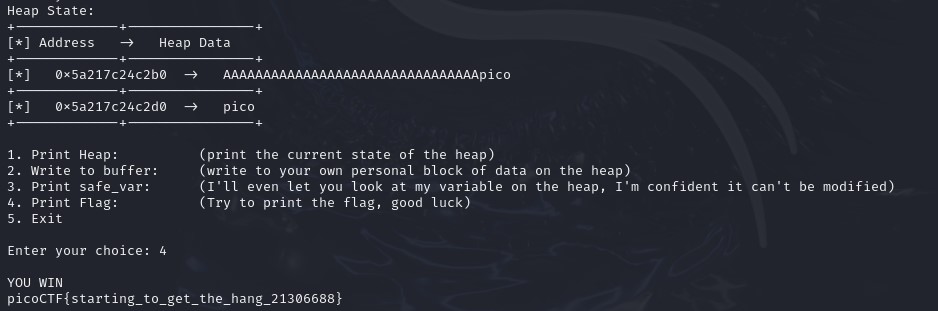 Heap State:
+-------------+----------------+
[*] Address   ->   Heap Data
+-------------+----------------+
[*]   0x5a217c24c2b0  ->   AAAAAAAAAAAAAAAAAAAAAAAAAAAAAAAApico
+-------------+----------------+
[*]   0x5a217c24c2d0  ->   pico
+-------------+----------------+
1. Print Heap:          (print the current state of the heap)
2. Write to buffer:     (write to your own personal block of data on the heap)
3. Print safe_var:      (I'll even let you look at my variable on the heap, I'm confident it can't be modified)
4. Print Flag:          (Try to print the flag, good luck)
5. Exit
Enter your choice: 4
YOU WIN
picoCTF{starting_to_get_the_hang_21306688}